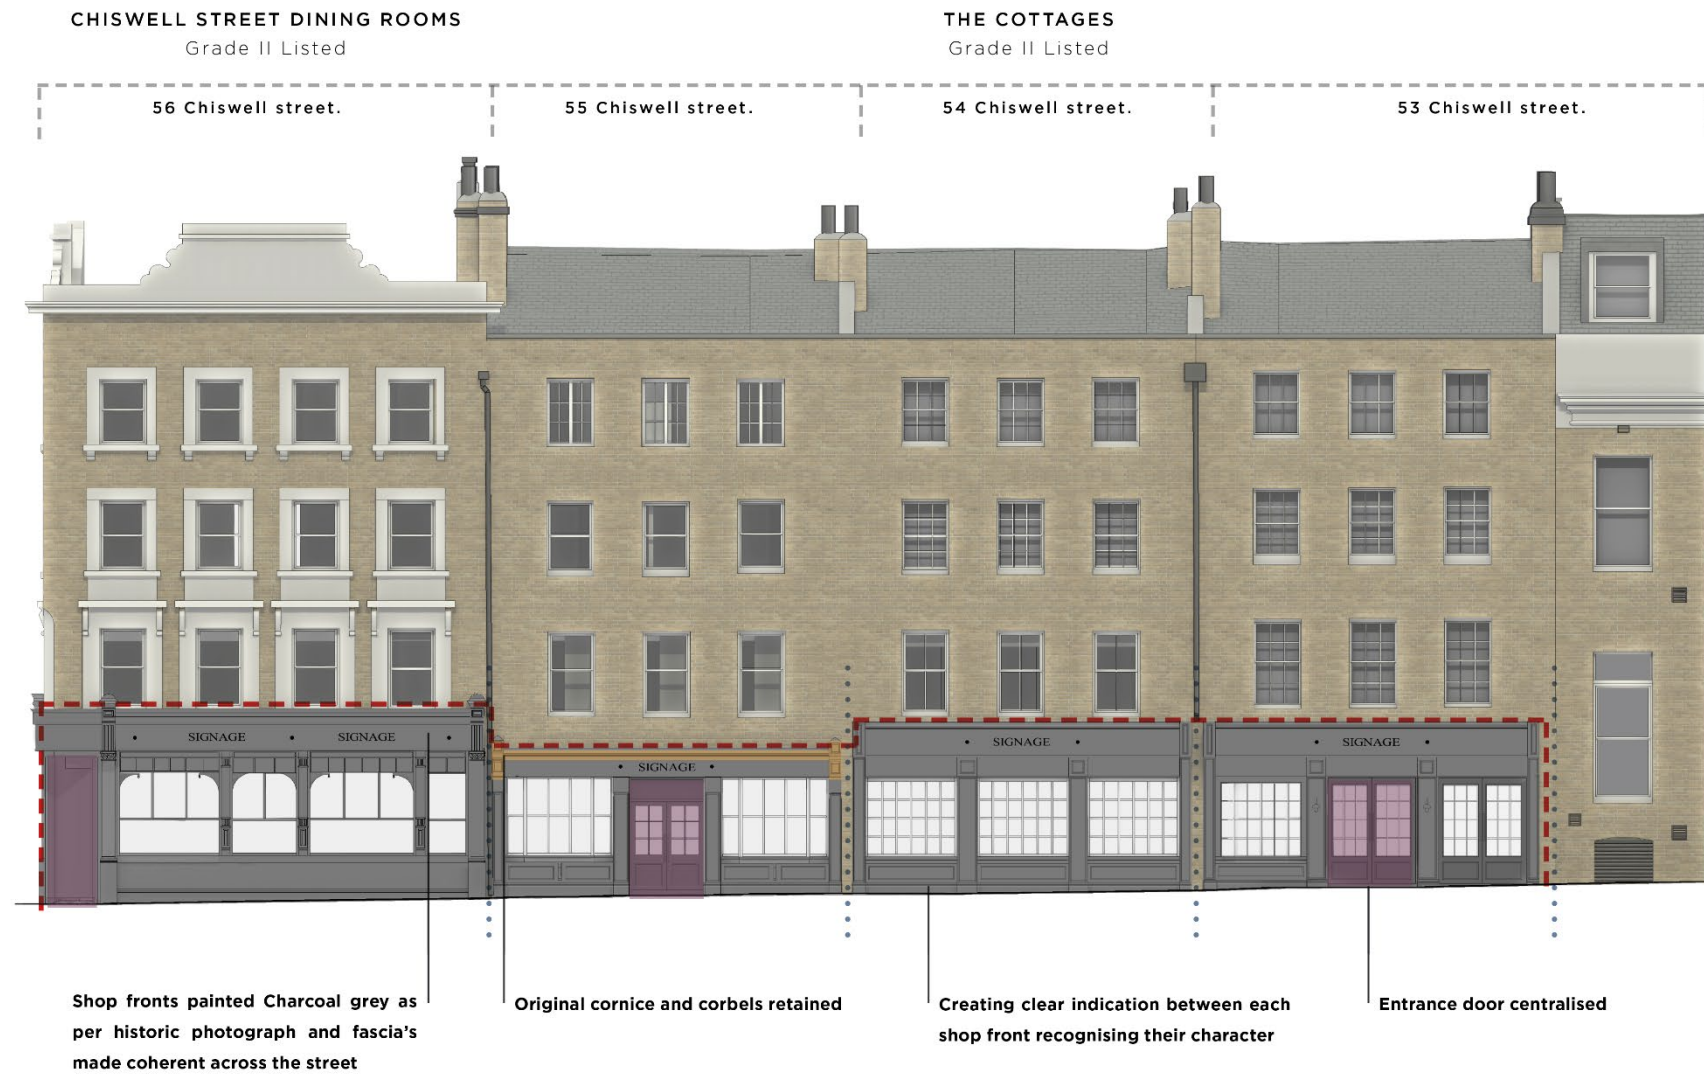 CHISWELL STREET DINING ROOMS
Grade II Listed
THE COTTAGES
Grade II Listed
56 Chiswell street.
55 Chiswell street.
54 Chiswell street.
53 Chiswell street.
• SIGNAGE • SIGNAGE •
• SIGNAGE •
• SIGNAGE •
• SIGNAGE •
Shop fronts painted Charcoal grey as
per historic photograph and fascia's
made coherent across the street
Original cornice and corbels retained
Creating clear indication between each
shop front recognising their character
Entrance door centralised